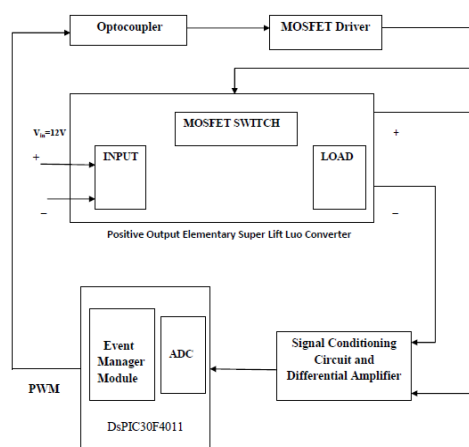 Optocoupler
MOSFET Driver
MOSFET SWITCH
Vin=12V
+
+
INPUT
LOAD
–
–
Positive Output Elementary Super Lift Luo Converter
Event
Manager
Module
ADC
Signal Conditioning
Circuit and
Differential Amplifier
PWM
DsPIC30F4011